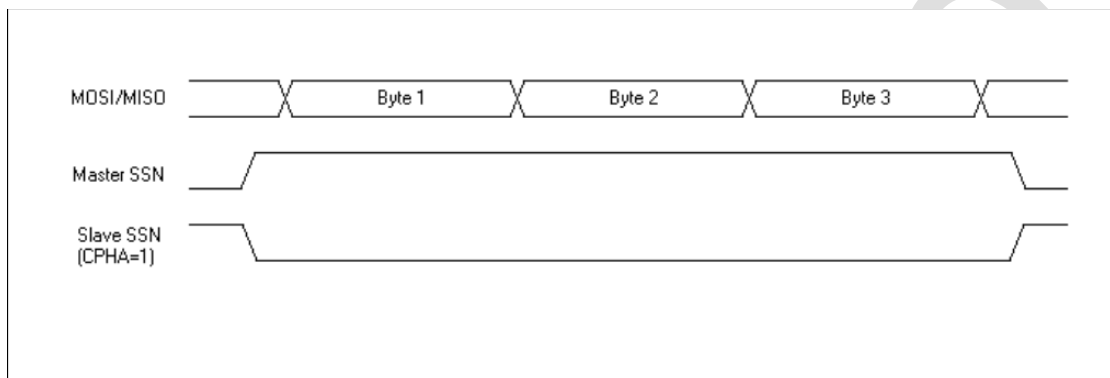 MOSI/MISO
Byte 1
Byte 2
Byte 3
Master SSN
Slave SSN
(CPHA=1)